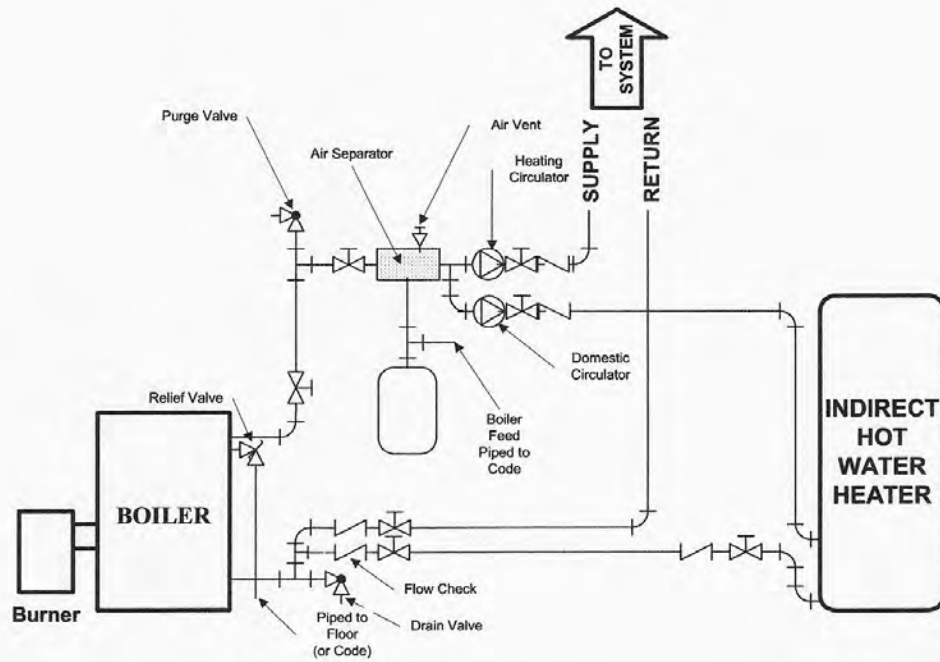 TO
SYSTEM
Purge Valve
Air Vent
Air Separator
Heating
Circulator
SUPPLY
RETURN
Domestic
Circulator
Relief Valve
Boiler
Feed
Piped to
Code
INDIRECT
HOT
WATER
HEATER
BOILER
Burner
Flow Check
Piped to
Floor
(or Code)
Drain Valve